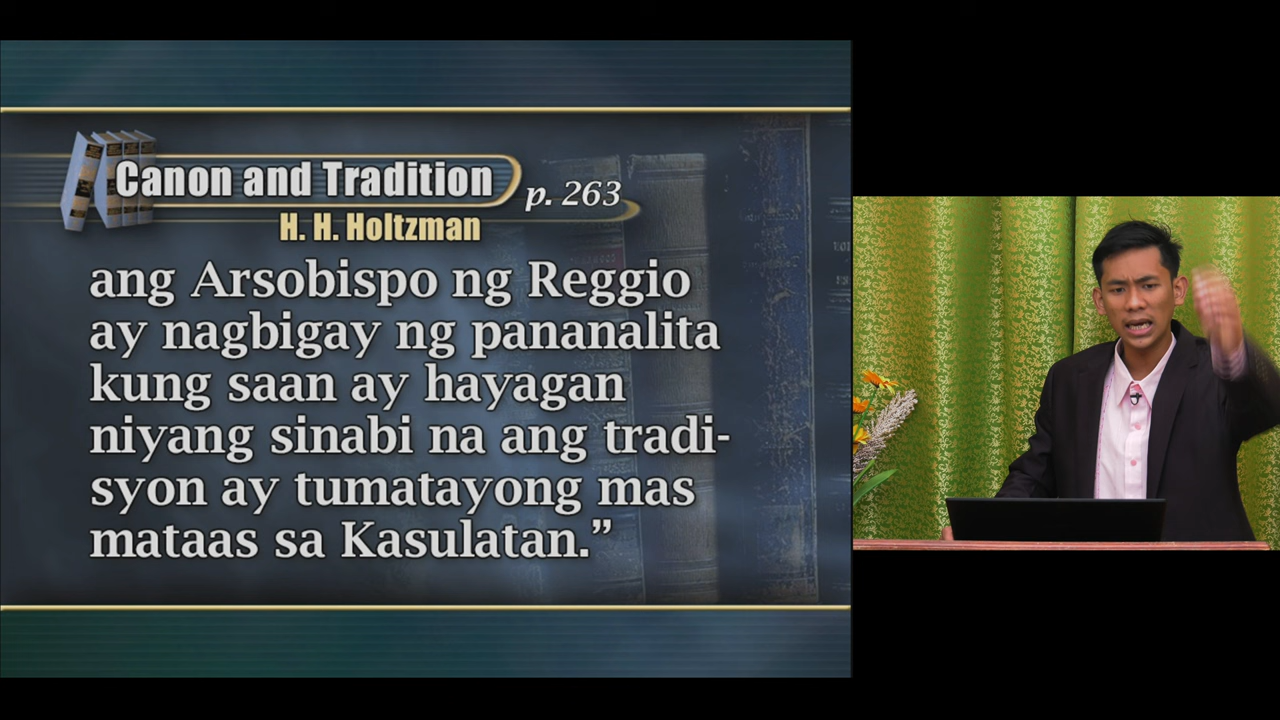 Canon and Tradition
p. 263
H. H. Holtzman
ang Arsobispo ng Reggio
ay nagbigay ng pananalita
kung saan ay hayagan
niyang sinabi na ang tradi-
syon ay tumatayong mas
mataas sa Kasulatan.”